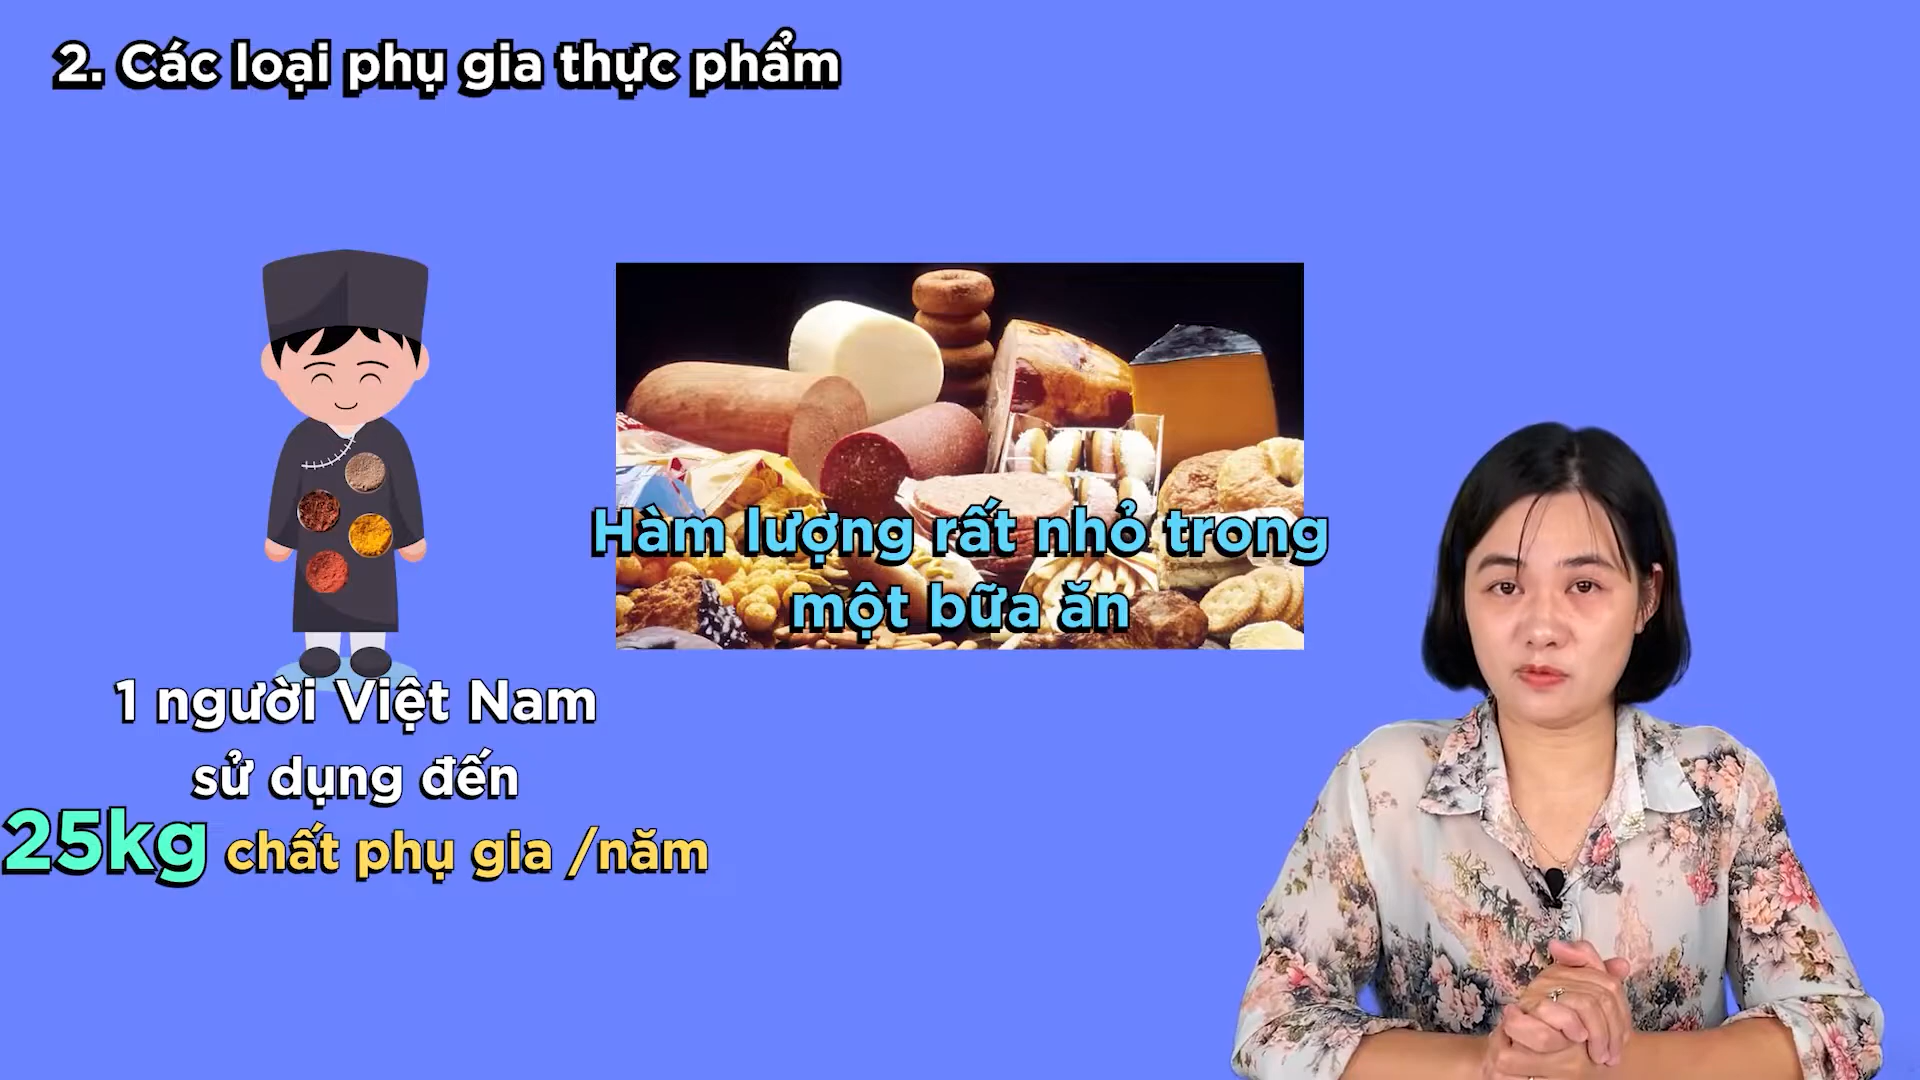 2. Các loại phụ gia thực phẩm
Hàm lượng rất nhỏ trong
một bữa ăn
1 người Việt Nam
sử dụng đến
25kg chất phụ gia /năm